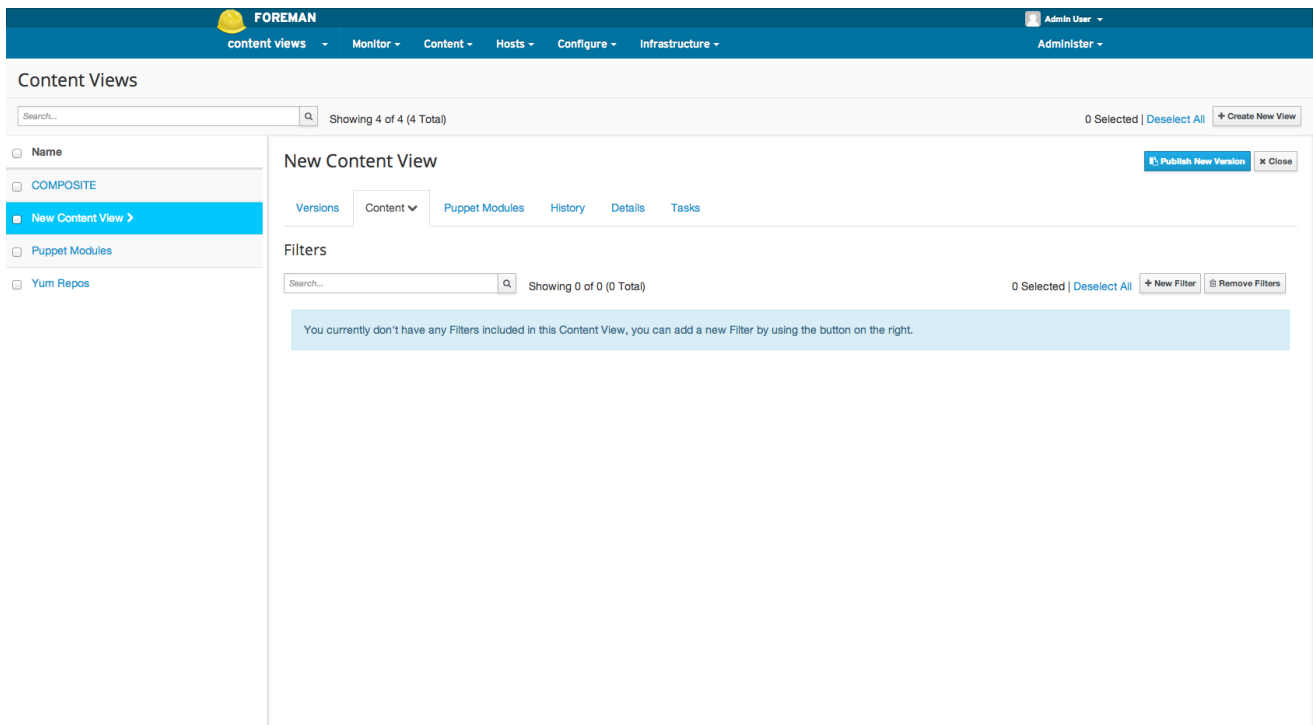 FOREMAN
Admin User
content views Monitor Content Hosts Configure Infrastructure Administer
Content Views
Search... Showing 4 of 4 (4 Total) 0 Selected | Deselect All + Create New View
Name
COMPOSITE
New Content View
Puppet Modules
Yum Repos
New Content View Publish New Version x Close
Versions Content Puppet Modules History Details Tasks
Filters
Search... Showing 0 of 0 (0 Total) 0 Selected | Deselect All + New Filter Remove Filters
You currently don't have any Filters included in this Content View, you can add a new Filter by using the button on the right.